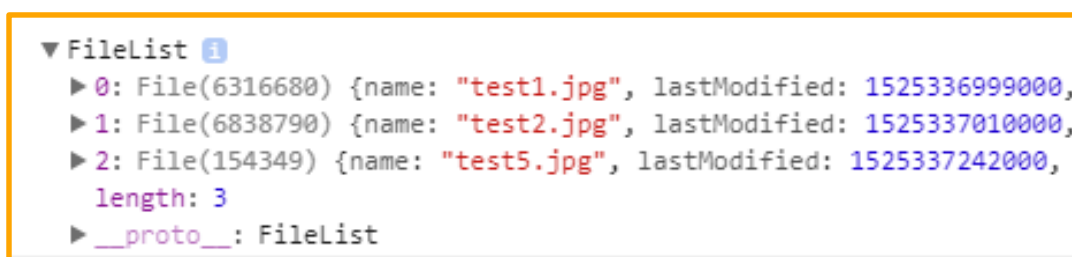 ▼ FileList i
▶ 0: File(6316680) {name: "test1.jpg", lastModified: 1525336999000,
▶ 1: File(6838790) {name: "test2.jpg", lastModified: 1525337010000,
▶ 2: File(154349) {name: "test5.jpg", lastModified: 1525337242000,
length: 3
▶ __proto__: FileList